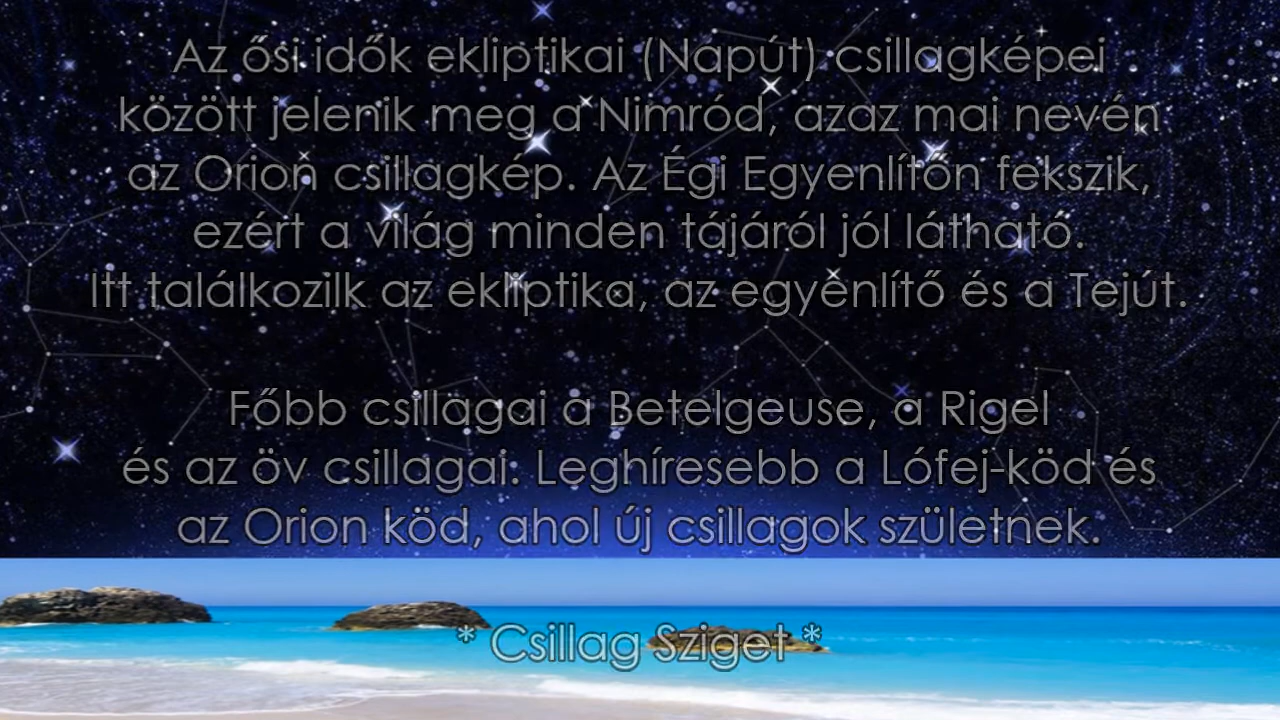 Az ősi idők ekliptikai (Napút) csillagképei
között jelenik meg a Nimród, azaz mai nevén
az Orion csillagkép. Az Égi Egyenlítőn fekszik,
ezért a világ minden tájáról jól látható.
Itt találkozilk az ekliptika, az egyenlítő és a Tejút.
Főbb csillagai a Betelgeuse, a Rigel
és az öv csillagai. Leghíresebb a Lófej-köd és
az Orion köd, ahol új csillagok születnek.
* Csillag Sziget *